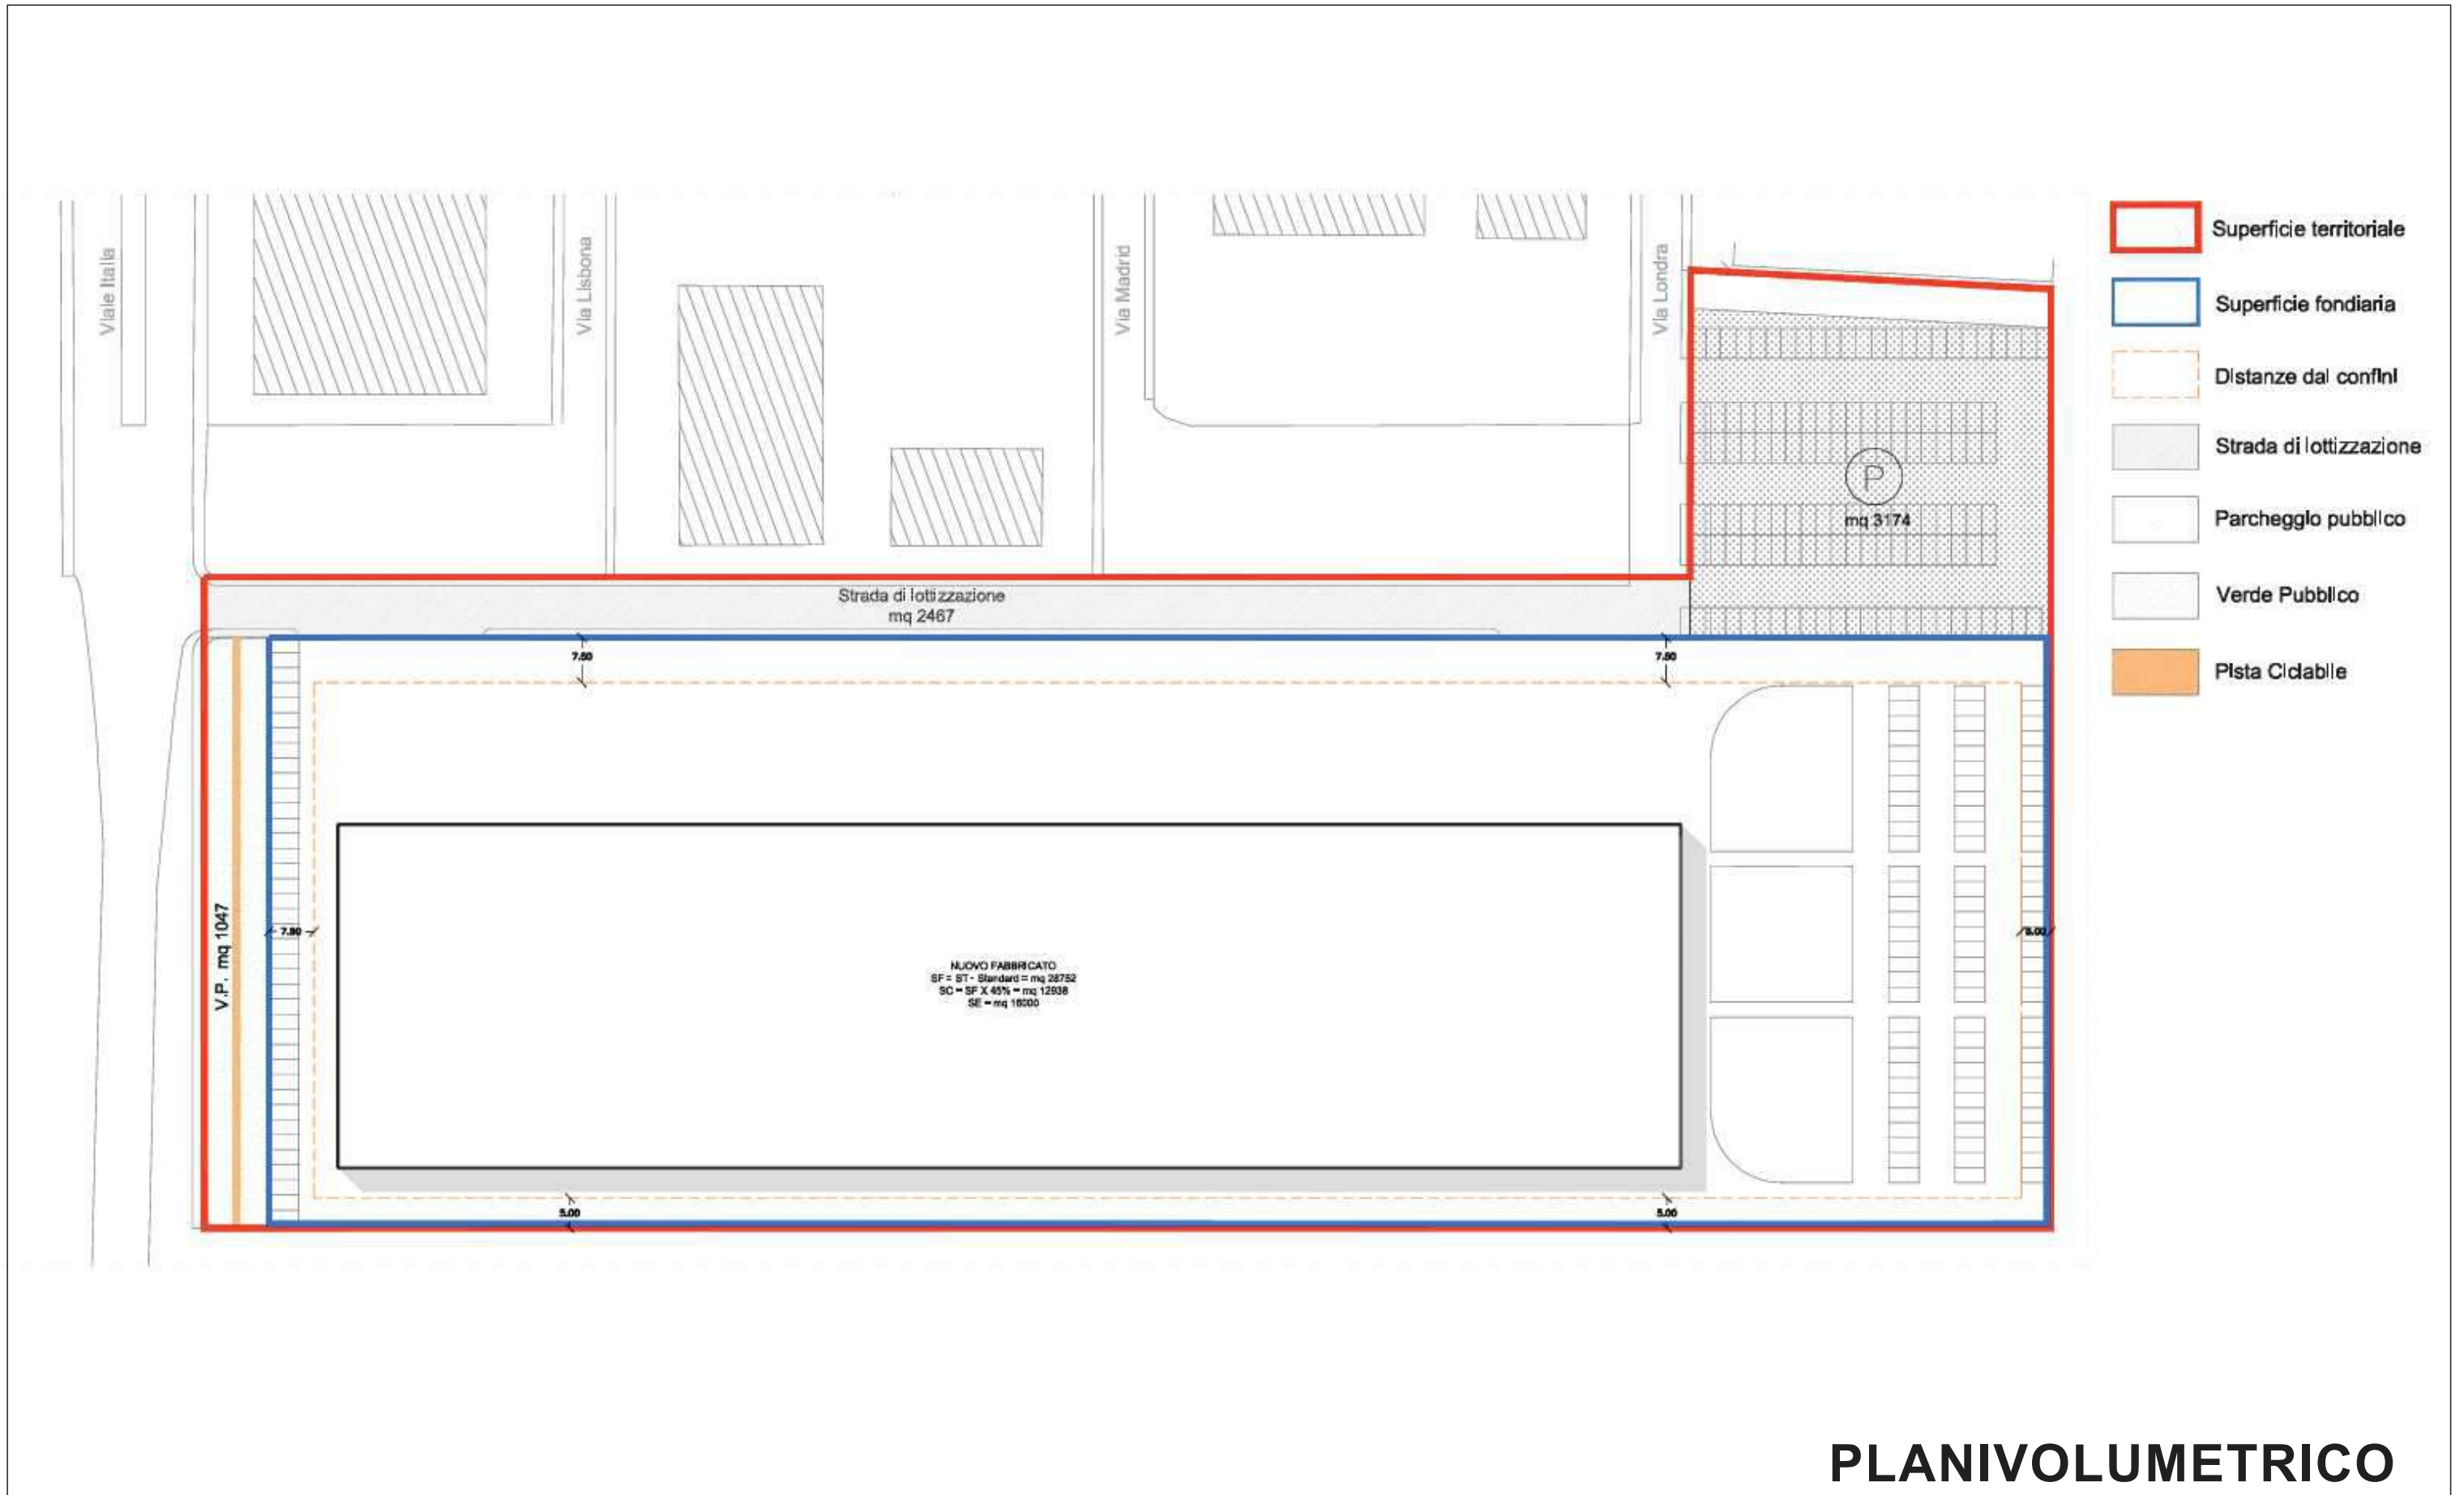 Viale Italia
Via Lisbona
Via Madrid
Via Londra
Superficie territoriale
Superficie fondiaria
Distanze dai confini
Strada di lottizzazione
Parcheggio pubblico
Verde Pubblico
Pista Ciclabile
P
mq 3174
Strada di lottizzazione
mq 2467
7.50
7.50
V.P. mq 1047
7.50
5.00
NUOVO FABBRICATO
SF = ST - Standard = mq 28752
SC = SF X 45% = mq 12938
SE = mq 16000
5.00
5.00
PLANIVOLUMETRICO